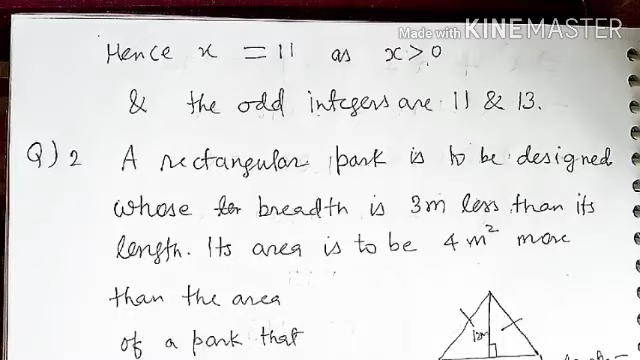 Made with KINEMASTER
Hence x = 11 as x > 0
& the odd integers are 11 & 13.
Q) 2 A rectangular park is to be designed
whose breadth is 3m less than its
length. Its area is to be 4 m² more
than the area
of a park that
12m